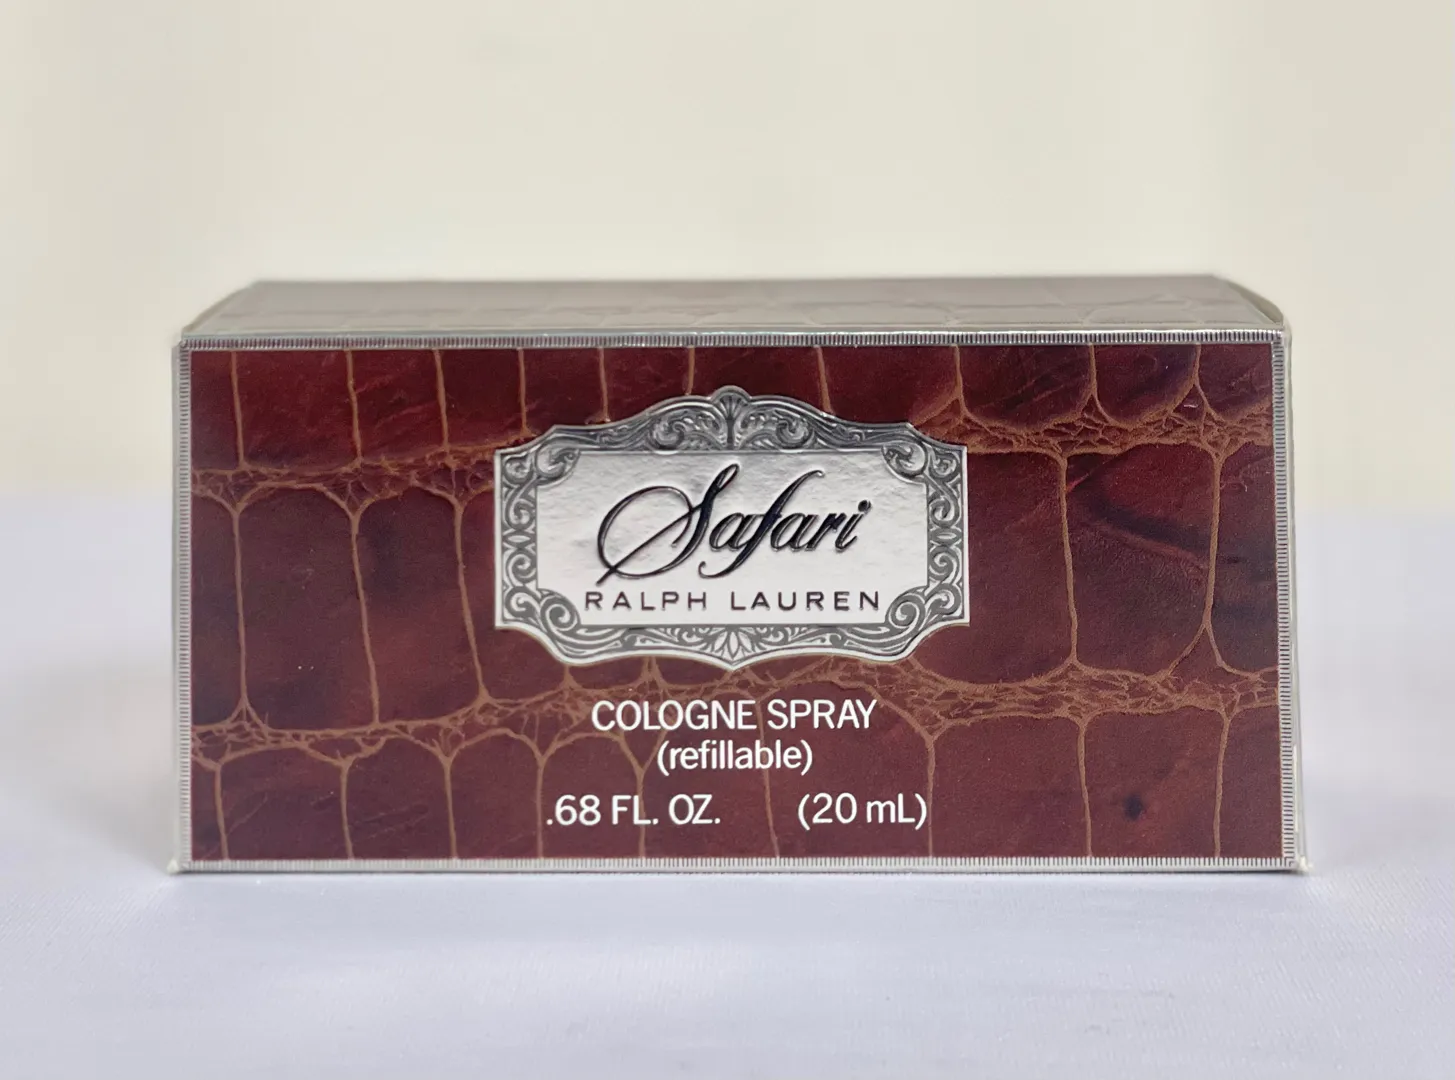 Safari
RALPH LAUREN
COLOGNE SPRAY
(refillable)
.68 FL. OZ. (20 mL)